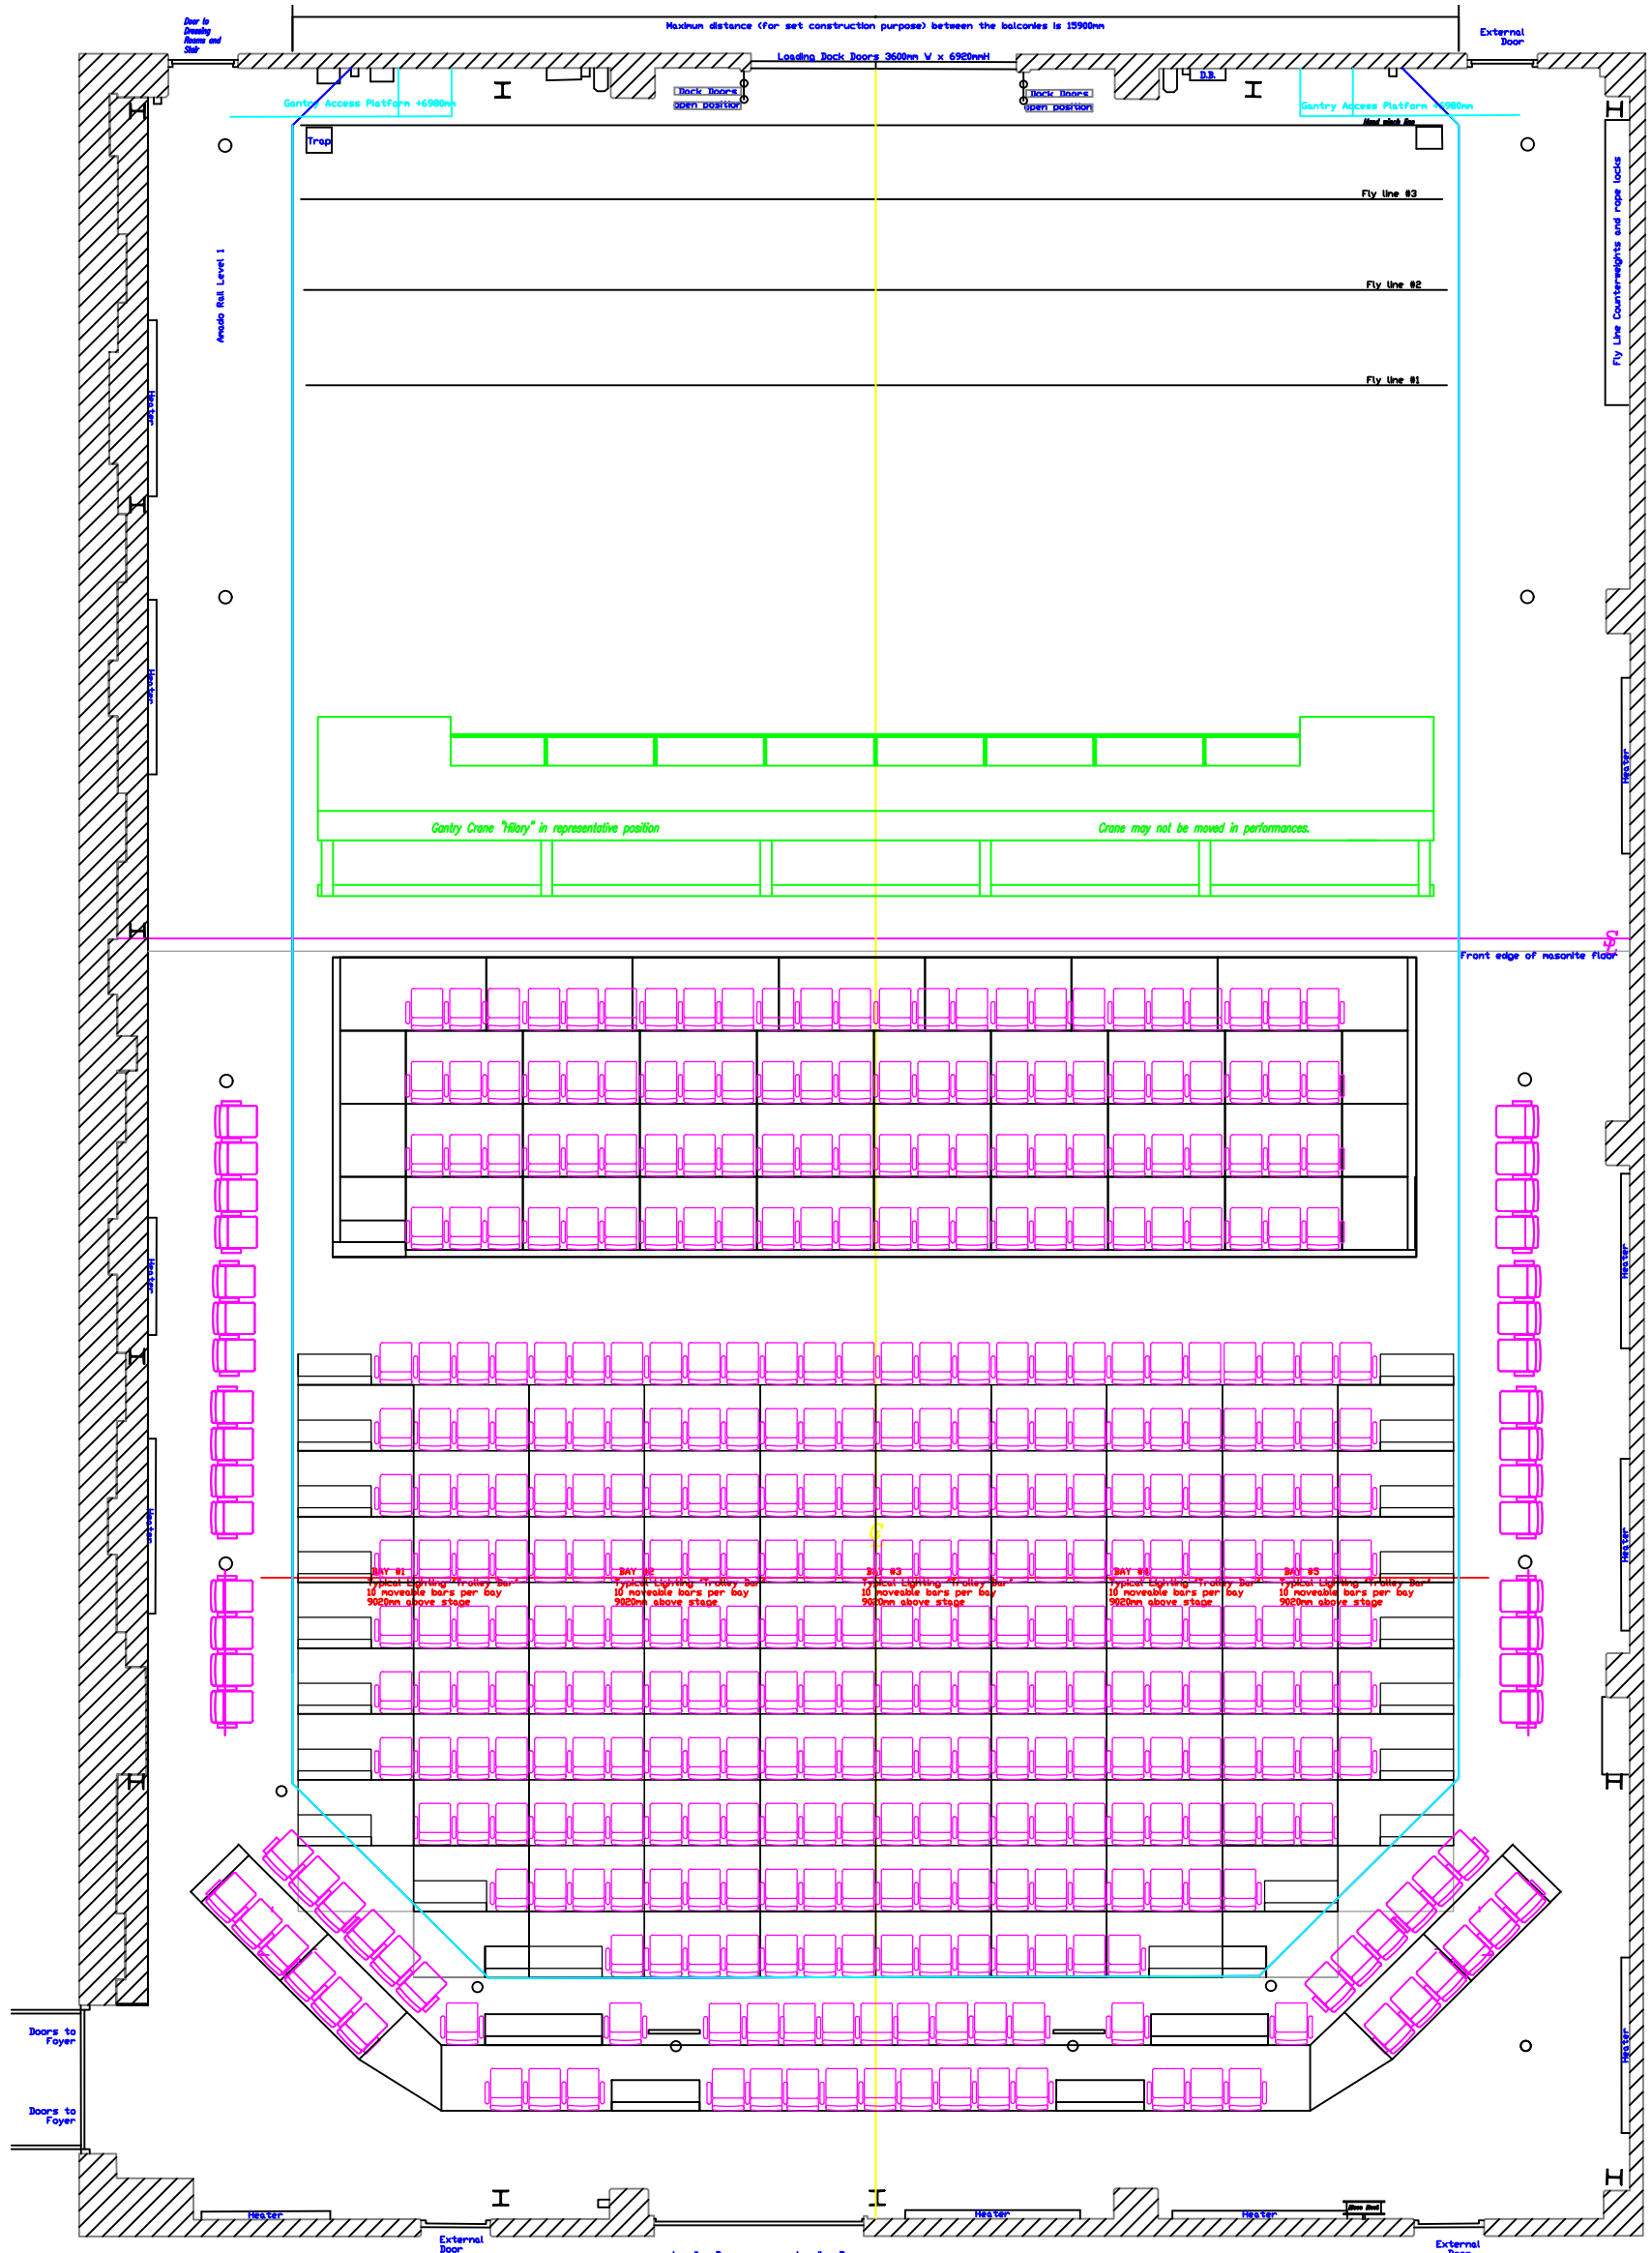 Door to
Dressing
Rooms and
Stair
Maximum distance (for set construction purpose) between the balconies is 15900mm
External
Door
Loading Dock Doors 3600mm W x 6920mmH
Dock Doors
open position
Dock Doors
open position
D.B.
Gantry Access Platform +6900mm
Gantry Access Platform +6900mm
Hand winch line
Trap
Fly line #3
Fly line #2
Fly line #1
Amado Rail Level 1
Fly Line Counterweights and rope locks
Heater
Heater
Heater
Gantry Crane "Hilary" in representative position
Crane may not be moved in performances.
Front edge of masonite floor
Heater
Heater
Heater
Heater
BAY #1
Typical Lighting 'Trolley Bar'
10 moveable bars per bay
9020mm above stage
BAY #2
Typical Lighting 'Trolley Bar'
10 moveable bars per bay
9020mm above stage
BAY #3
Typical Lighting 'Trolley Bar'
10 moveable bars per bay
9020mm above stage
BAY #4
Typical Lighting 'Trolley Bar'
10 moveable bars per bay
9020mm above stage
BAY #5
Typical Lighting 'Trolley Bar'
10 moveable bars per bay
9020mm above stage
Doors to
Foyer
Doors to
Foyer
Heater
Heater
Heater
Heater
External
Door
External